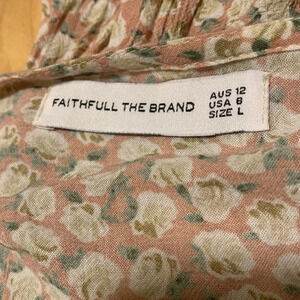 FAITHFULL THE BRAND
AUS 12
USA 8
SIZE L